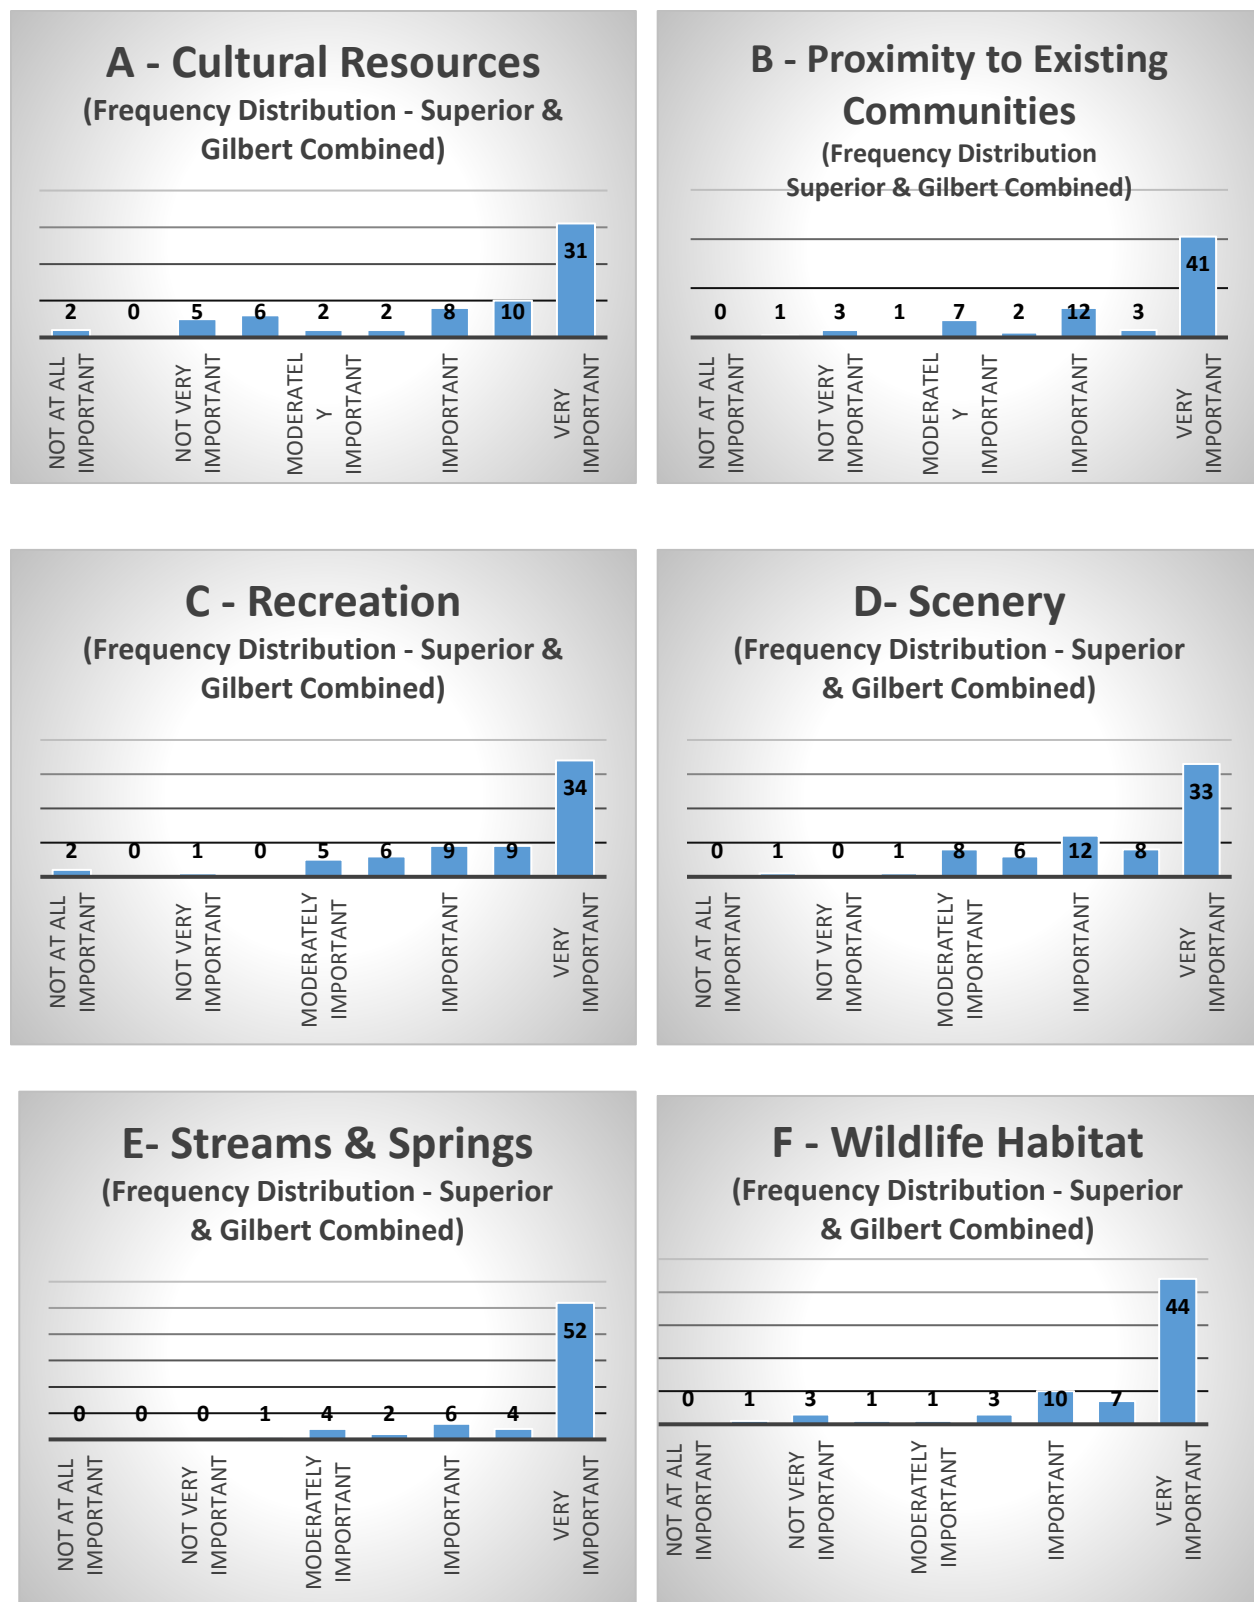 A - Cultural Resources
(Frequency Distribution - Superior &
Gilbert Combined)
2 0 5 6 2 2 8 10 31
NOT AT ALL
IMPORTANT
NOT VERY
IMPORTANT
MODERATEL
Y
IMPORTANT
IMPORTANT
VERY
IMPORTANT
B - Proximity to Existing
Communities
(Frequency Distribution
Superior & Gilbert Combined)
0 1 3 1 7 2 12 3 41
NOT AT ALL
IMPORTANT
NOT VERY
IMPORTANT
MODERATEL
Y
IMPORTANT
IMPORTANT
VERY
IMPORTANT
C - Recreation
(Frequency Distribution - Superior &
Gilbert Combined)
2 0 1 0 5 6 9 9 34
NOT AT ALL
IMPORTANT
NOT VERY
IMPORTANT
MODERATELY
IMPORTANT
IMPORTANT
VERY
IMPORTANT
D- Scenery
(Frequency Distribution - Superior
& Gilbert Combined)
0 1 0 1 8 6 12 8 33
NOT AT ALL
IMPORTANT
NOT VERY
IMPORTANT
MODERATELY
IMPORTANT
IMPORTANT
VERY
IMPORTANT
E- Streams & Springs
(Frequency Distribution - Superior
& Gilbert Combined)
0 0 0 1 4 2 6 4 52
NOT AT ALL
IMPORTANT
NOT VERY
IMPORTANT
MODERATELY
IMPORTANT
IMPORTANT
VERY
IMPORTANT
F - Wildlife Habitat
(Frequency Distribution - Superior
& Gilbert Combined)
0 1 3 1 1 3 10 7 44
NOT AT ALL
IMPORTANT
NOT VERY
IMPORTANT
MODERATELY
IMPORTANT
IMPORTANT
VERY
IMPORTANT